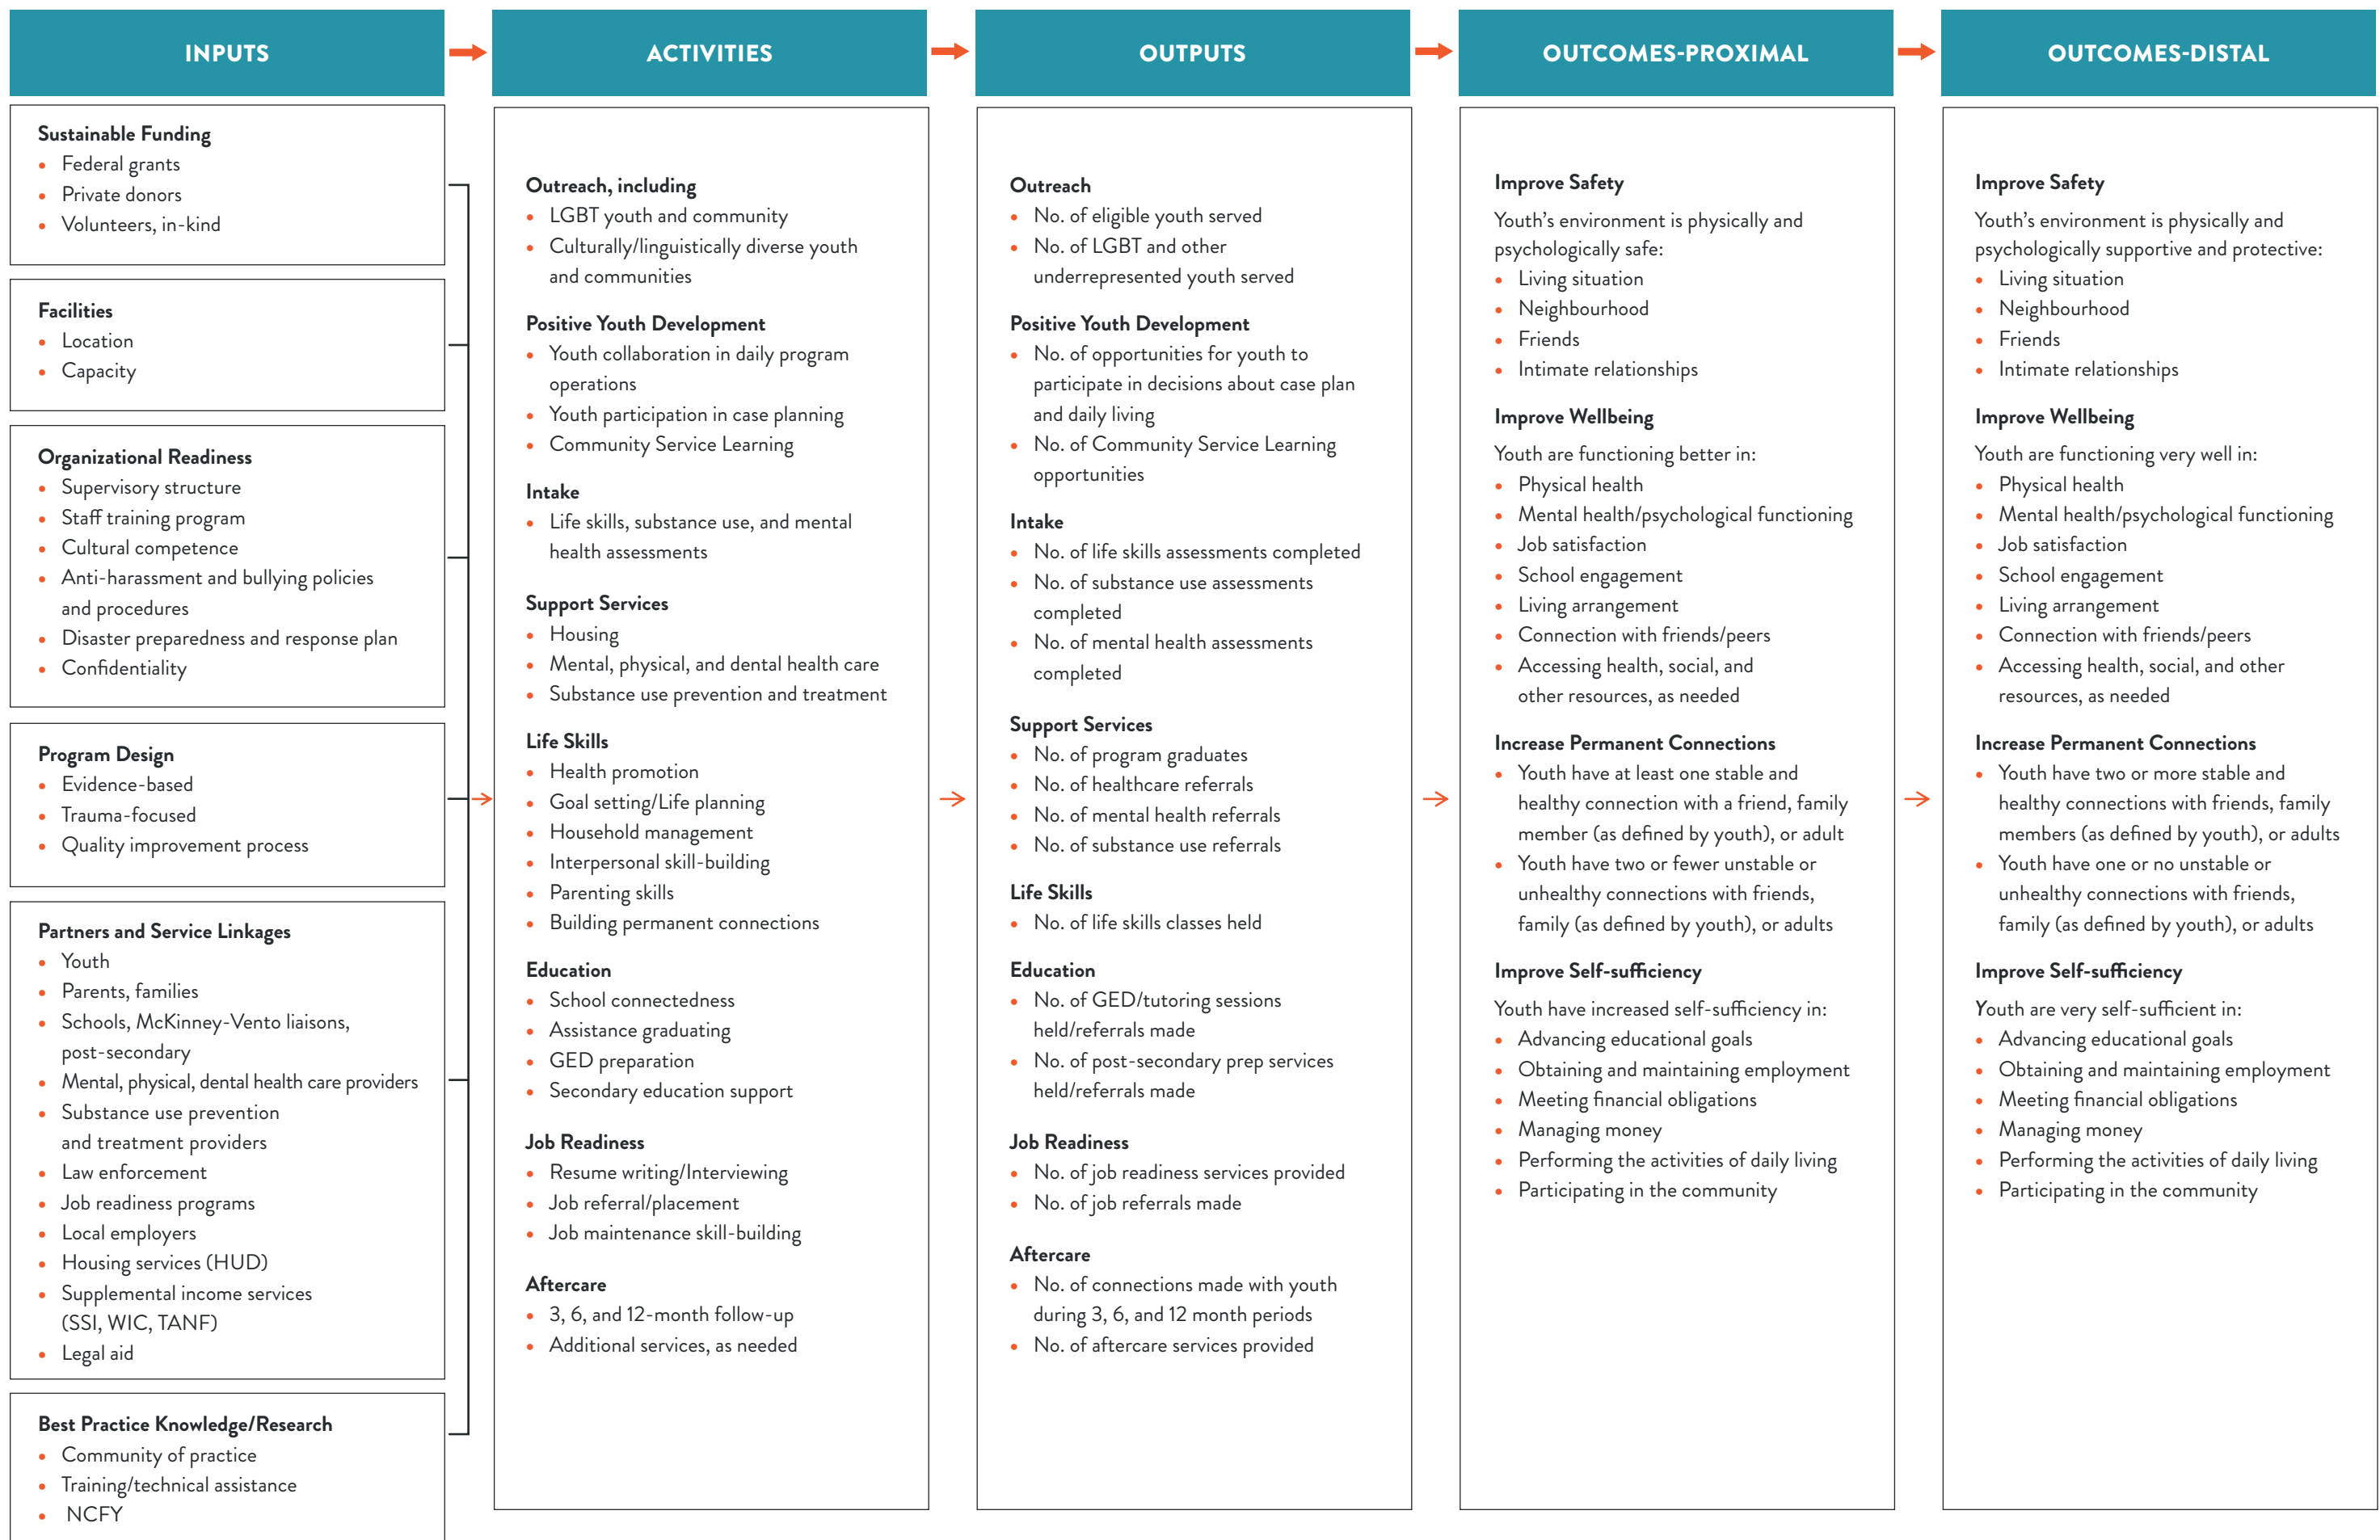 INPUTS
Sustainable Funding
• Federal grants
• Private donors
• Volunteers, in-kind
Facilities
• Location
• Capacity
Organizational Readiness
• Supervisory structure
• Staff training program
• Cultural competence
• Anti-harassment and bullying policies
and procedures
• Disaster preparedness and response plan
• Confidentiality
Program Design
• Evidence-based
• Trauma-focused
• Quality improvement process
Partners and Service Linkages
• Youth
• Parents, families
• Schools, McKinney-Vento liaisons,
post-secondary
• Mental, physical, dental health care providers
• Substance use prevention
and treatment providers
• Law enforcement
• Job readiness programs
• Local employers
• Housing services (HUD)
• Supplemental income services
(SSI, WIC, TANF)
• Legal aid
Best Practice Knowledge/Research
• Community of practice
• Training/technical assistance
• NCFY
ACTIVITIES
Outreach, including
• LGBT youth and community
• Culturally/linguistically diverse youth
and communities
Positive Youth Development
• Youth collaboration in daily program
operations
• Youth participation in case planning
• Community Service Learning
Intake
• Life skills, substance use, and mental
health assessments
Support Services
• Housing
• Mental, physical, and dental health care
• Substance use prevention and treatment
Life Skills
• Health promotion
• Goal setting/Life planning
• Household management
• Interpersonal skill-building
• Parenting skills
• Building permanent connections
Education
• School connectedness
• Assistance graduating
• GED preparation
• Secondary education support
Job Readiness
• Resume writing/Interviewing
• Job referral/placement
• Job maintenance skill-building
Aftercare
• 3, 6, and 12-month follow-up
• Additional services, as needed
OUTPUTS
Outreach
• No. of eligible youth served
• No. of LGBT and other
underrepresented youth served
Positive Youth Development
• No. of opportunities for youth to
participate in decisions about case plan
and daily living
• No. of Community Service Learning
opportunities
Intake
• No. of life skills assessments completed
• No. of substance use assessments
completed
• No. of mental health assessments
completed
Support Services
• No. of program graduates
• No. of healthcare referrals
• No. of mental health referrals
• No. of substance use referrals
Life Skills
• No. of life skills classes held
Education
• No. of GED/tutoring sessions
held/referrals made
• No. of post-secondary prep services
held/referrals made
Job Readiness
• No. of job readiness services provided
• No. of job referrals made
Aftercare
• No. of connections made with youth
during 3, 6, and 12 month periods
• No. of aftercare services provided
OUTCOMES-PROXIMAL
Improve Safety
Youth’s environment is physically and
psychologically safe:
• Living situation
• Neighbourhood
• Friends
• Intimate relationships
Improve Wellbeing
Youth are functioning better in:
• Physical health
• Mental health/psychological functioning
• Job satisfaction
• School engagement
• Living arrangement
• Connection with friends/peers
• Accessing health, social, and
other resources, as needed
Increase Permanent Connections
• Youth have at least one stable and
healthy connection with a friend, family
member (as defined by youth), or adult
• Youth have two or fewer unstable or
unhealthy connections with friends,
family (as defined by youth), or adults
Improve Self-sufficiency
Youth have increased self-sufficiency in:
• Advancing educational goals
• Obtaining and maintaining employment
• Meeting financial obligations
• Managing money
• Performing the activities of daily living
• Participating in the community
OUTCOMES-DISTAL
Improve Safety
Youth’s environment is physically and
psychologically supportive and protective:
• Living situation
• Neighbourhood
• Friends
• Intimate relationships
Improve Wellbeing
Youth are functioning very well in:
• Physical health
• Mental health/psychological functioning
• Job satisfaction
• School engagement
• Living arrangement
• Connection with friends/peers
• Accessing health, social, and other
resources, as needed
Increase Permanent Connections
• Youth have two or more stable and
healthy connections with friends, family
members (as defined by youth), or adults
• Youth have one or no unstable or
unhealthy connections with friends,
family (as defined by youth), or adults
Improve Self-sufficiency
Youth are very self-sufficient in:
• Advancing educational goals
• Obtaining and maintaining employment
• Meeting financial obligations
• Managing money
• Performing the activities of daily living
• Participating in the community